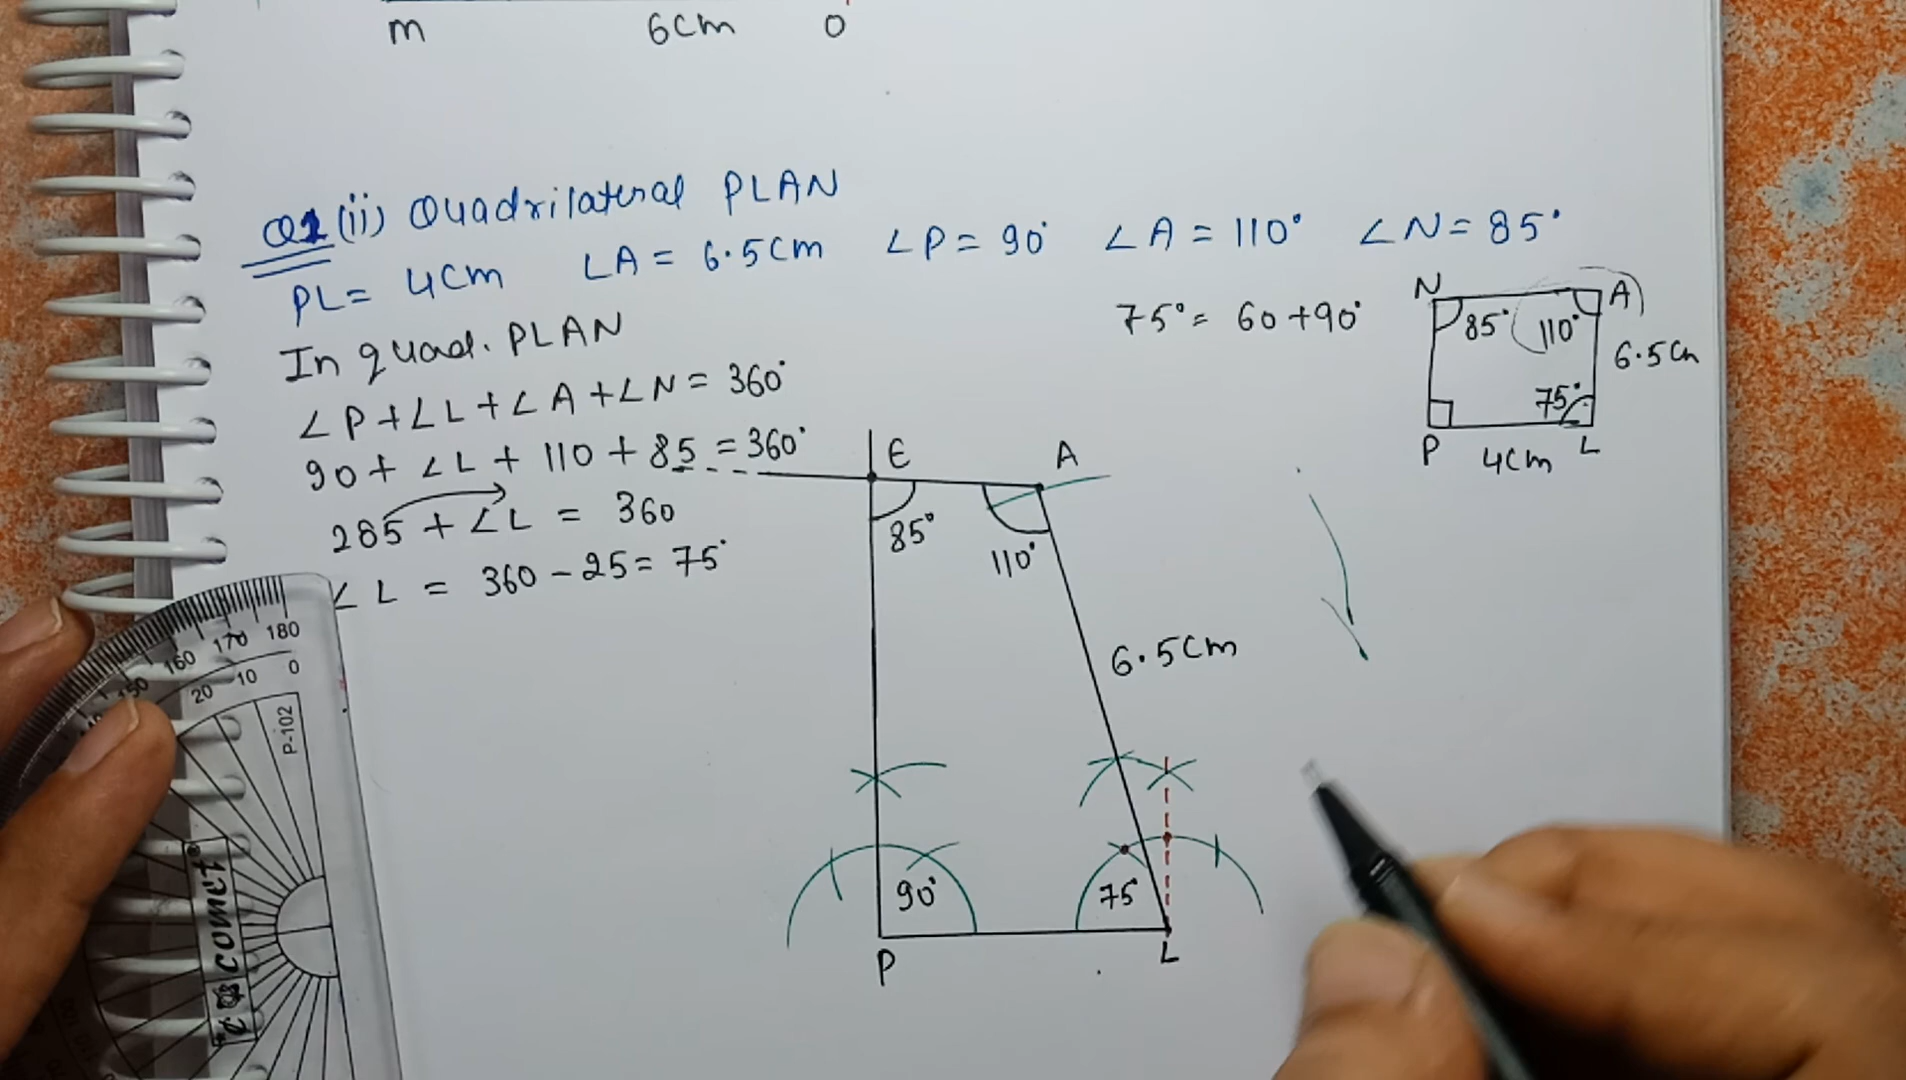 m 6cm O
Q1 (ii) Quadrilateral PLAN
PL = 4cm LA = 6.5cm ∠P = 90° ∠A = 110° ∠N = 85°
In quad. PLAN
∠P + ∠L + ∠A + ∠N = 360°
90 + ∠L + 110 + 85 = 360°
285 + ∠L = 360
∠L = 360 - 25 = 75°
75° = 60 + 90°
N A
85° 110°
6.5cm
75°
P 4cm L
E A
85° 110°
6.5cm
90° 75°
P L
180
170
160
150
0
10
20
P-102
comet